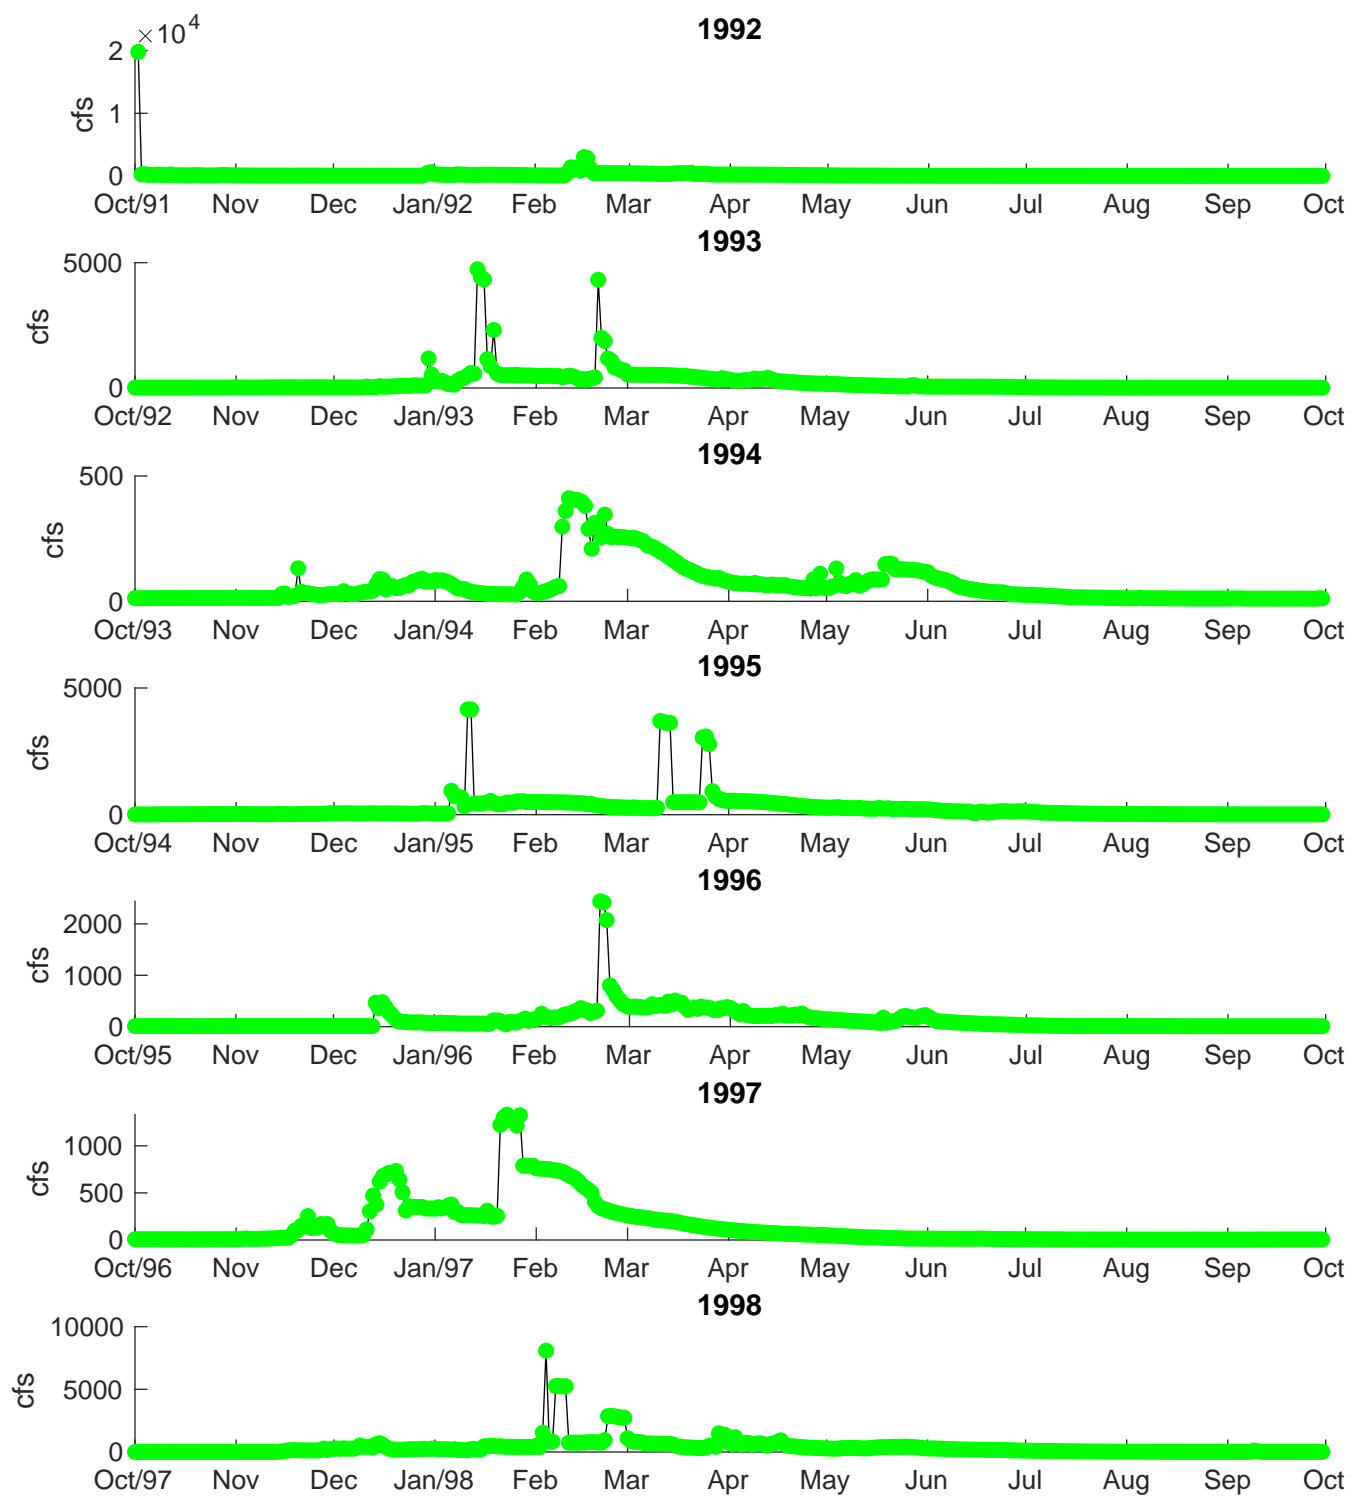 1992
×10⁴
2
1
0
cfs
Oct/91 Nov Dec Jan/92 Feb Mar Apr May Jun Jul Aug Sep Oct
1993
5000
0
cfs
Oct/92 Nov Dec Jan/93 Feb Mar Apr May Jun Jul Aug Sep Oct
1994
500
0
cfs
Oct/93 Nov Dec Jan/94 Feb Mar Apr May Jun Jul Aug Sep Oct
1995
5000
0
cfs
Oct/94 Nov Dec Jan/95 Feb Mar Apr May Jun Jul Aug Sep Oct
1996
2000
1000
0
cfs
Oct/95 Nov Dec Jan/96 Feb Mar Apr May Jun Jul Aug Sep Oct
1997
1000
500
0
cfs
Oct/96 Nov Dec Jan/97 Feb Mar Apr May Jun Jul Aug Sep Oct
1998
10000
5000
0
cfs
Oct/97 Nov Dec Jan/98 Feb Mar Apr May Jun Jul Aug Sep Oct